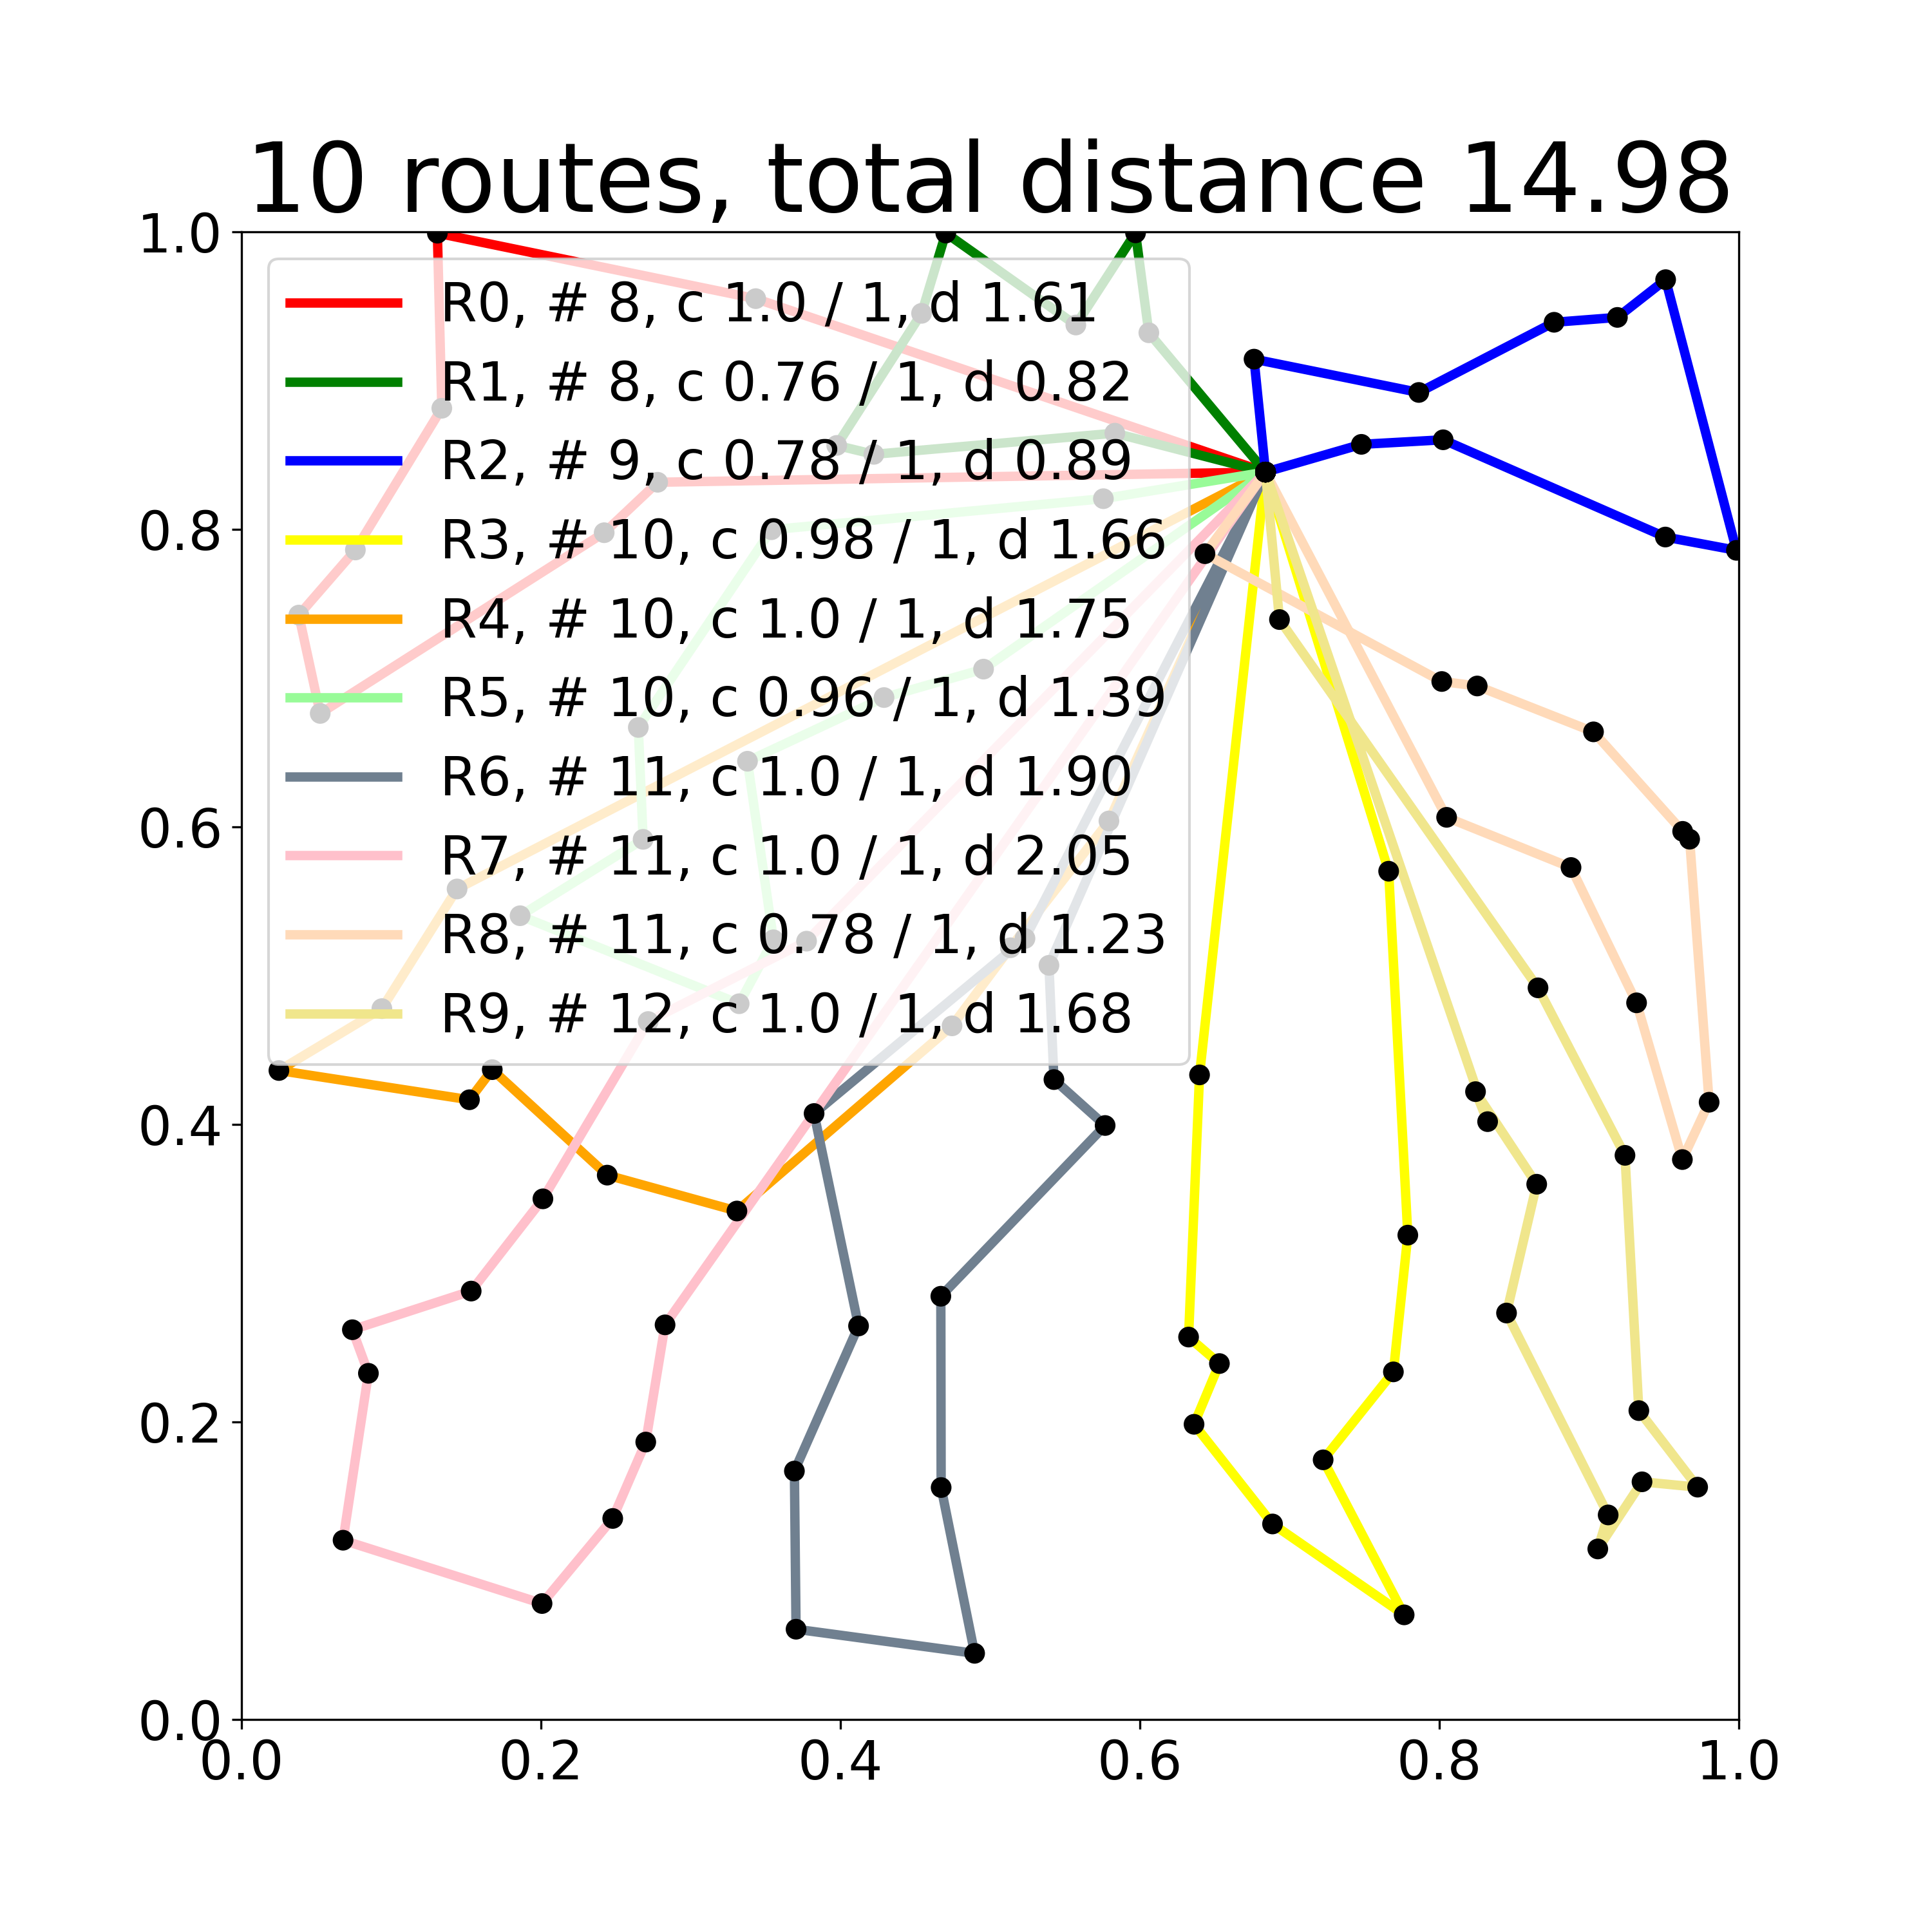 10 routes, total distance 14.98
1.0
0.8
0.6
0.4
0.2
0.0
R0, # 8, c 1.0 / 1, d 1.61
R1, # 8, c 0.76 / 1, d 0.82
R2, # 9, c 0.78 / 1, d 0.89
R3, # 10, c 0.98 / 1, d 1.66
R4, # 10, c 1.0 / 1, d 1.75
R5, # 10, c 0.96 / 1, d 1.39
R6, # 11, c 1.0 / 1, d 1.90
R7, # 11, c 1.0 / 1, d 2.05
R8, # 11, c 0.78 / 1, d 1.23
R9, # 12, c 1.0 / 1, d 1.68
0.0 0.2 0.4 0.6 0.8 1.0